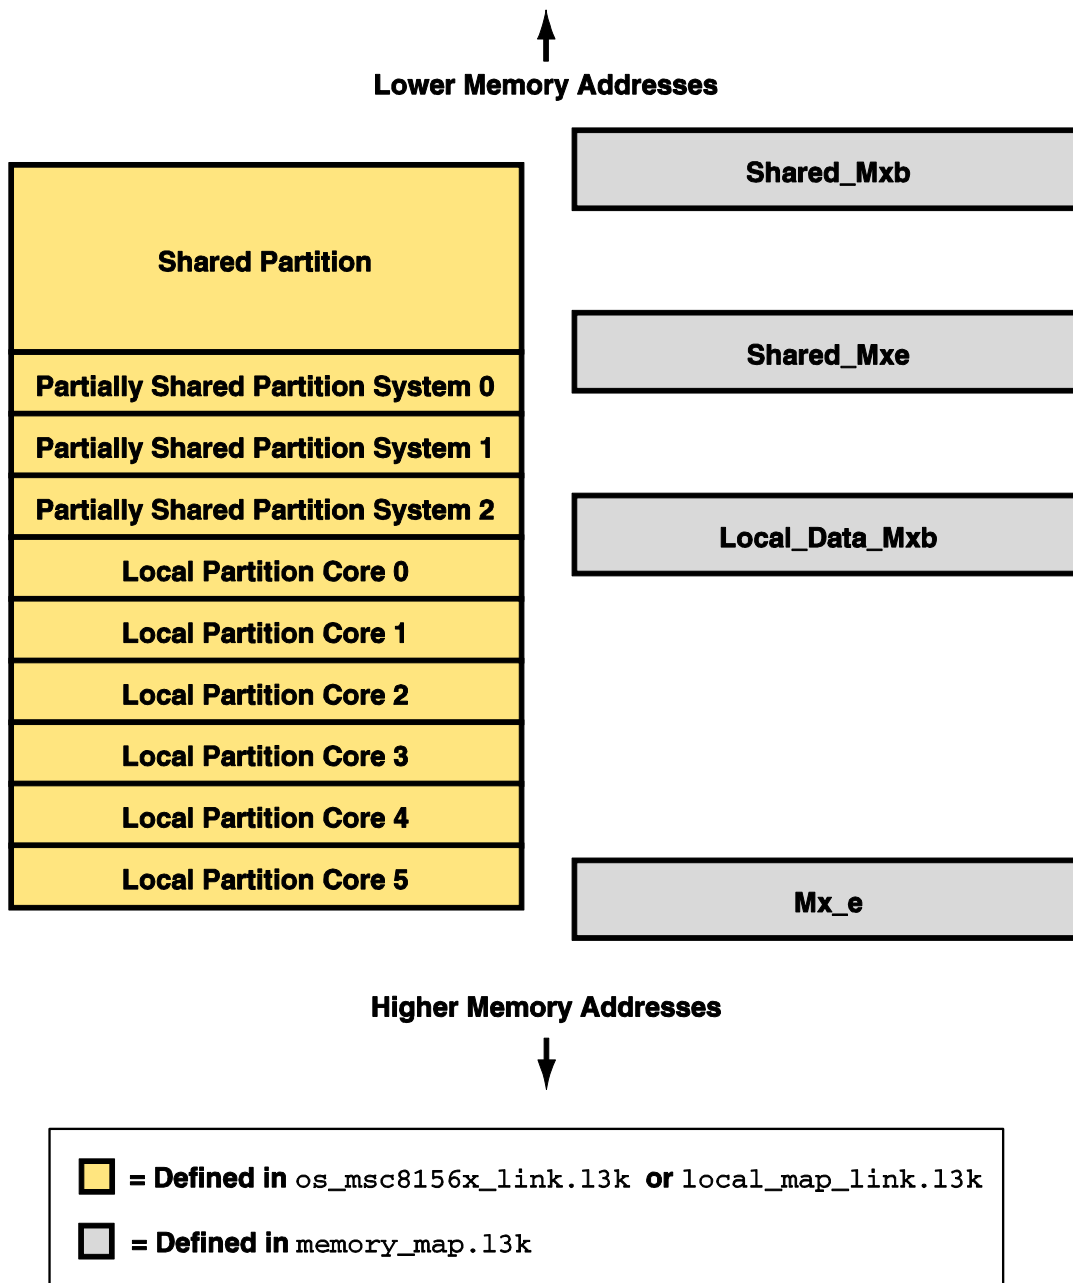 Lower Memory Addresses
Shared_Mxb
Shared Partition
Shared_Mxe
Partially Shared Partition System 0
Partially Shared Partition System 1
Partially Shared Partition System 2
Local_Data_Mxb
Local Partition Core 0
Local Partition Core 1
Local Partition Core 2
Local Partition Core 3
Local Partition Core 4
Local Partition Core 5
Mx_e
Higher Memory Addresses
= Defined in os_msc8156x_link.l3k or local_map_link.l3k
= Defined in memory_map.l3k